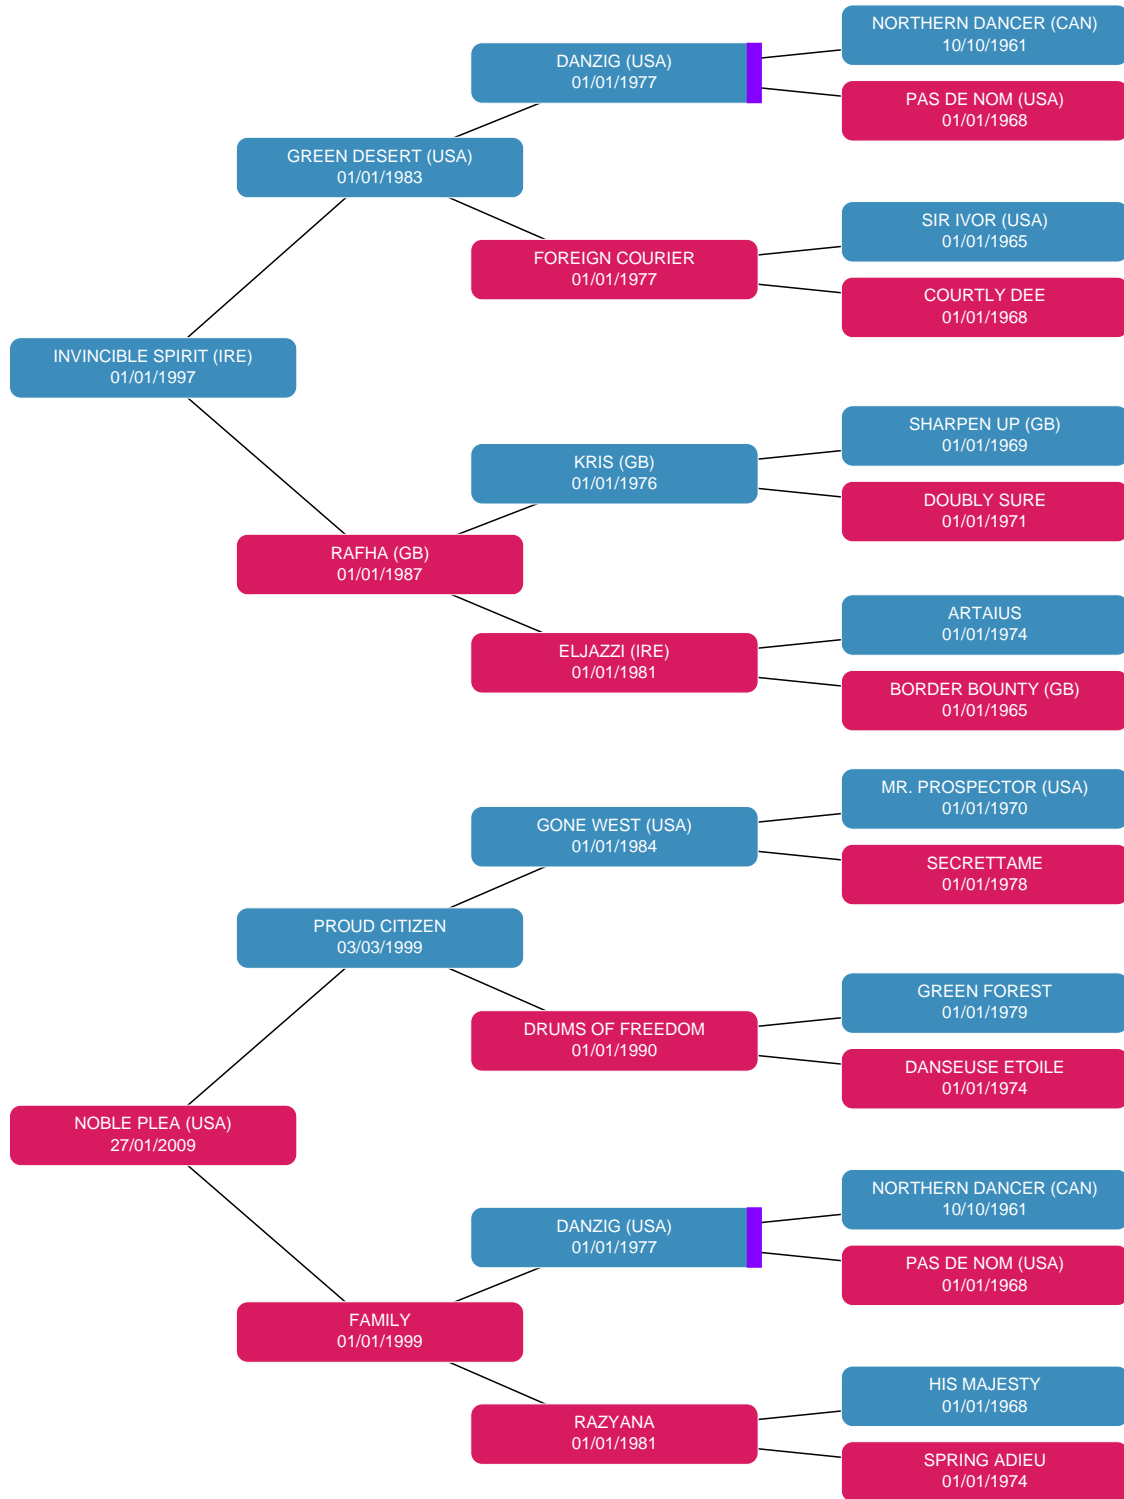 NORTHERN DANCER (CAN)
10/10/1961
DANZIG (USA)
01/01/1977
PAS DE NOM (USA)
01/01/1968
GREEN DESERT (USA)
01/01/1983
SIR IVOR (USA)
01/01/1965
FOREIGN COURIER
01/01/1977
COURTLY DEE
01/01/1968
INVINCIBLE SPIRIT (IRE)
01/01/1997
SHARPEN UP (GB)
01/01/1969
KRIS (GB)
01/01/1976
DOUBLY SURE
01/01/1971
RAFHA (GB)
01/01/1987
ARTAIUS
01/01/1974
ELJAZZI (IRE)
01/01/1981
BORDER BOUNTY (GB)
01/01/1965
MR. PROSPECTOR (USA)
01/01/1970
GONE WEST (USA)
01/01/1984
SECRETTAME
01/01/1978
PROUD CITIZEN
03/03/1999
GREEN FOREST
01/01/1979
DRUMS OF FREEDOM
01/01/1990
DANSEUSE ETOILE
01/01/1974
NOBLE PLEA (USA)
27/01/2009
NORTHERN DANCER (CAN)
10/10/1961
DANZIG (USA)
01/01/1977
PAS DE NOM (USA)
01/01/1968
FAMILY
01/01/1999
HIS MAJESTY
01/01/1968
RAZYANA
01/01/1981
SPRING ADIEU
01/01/1974